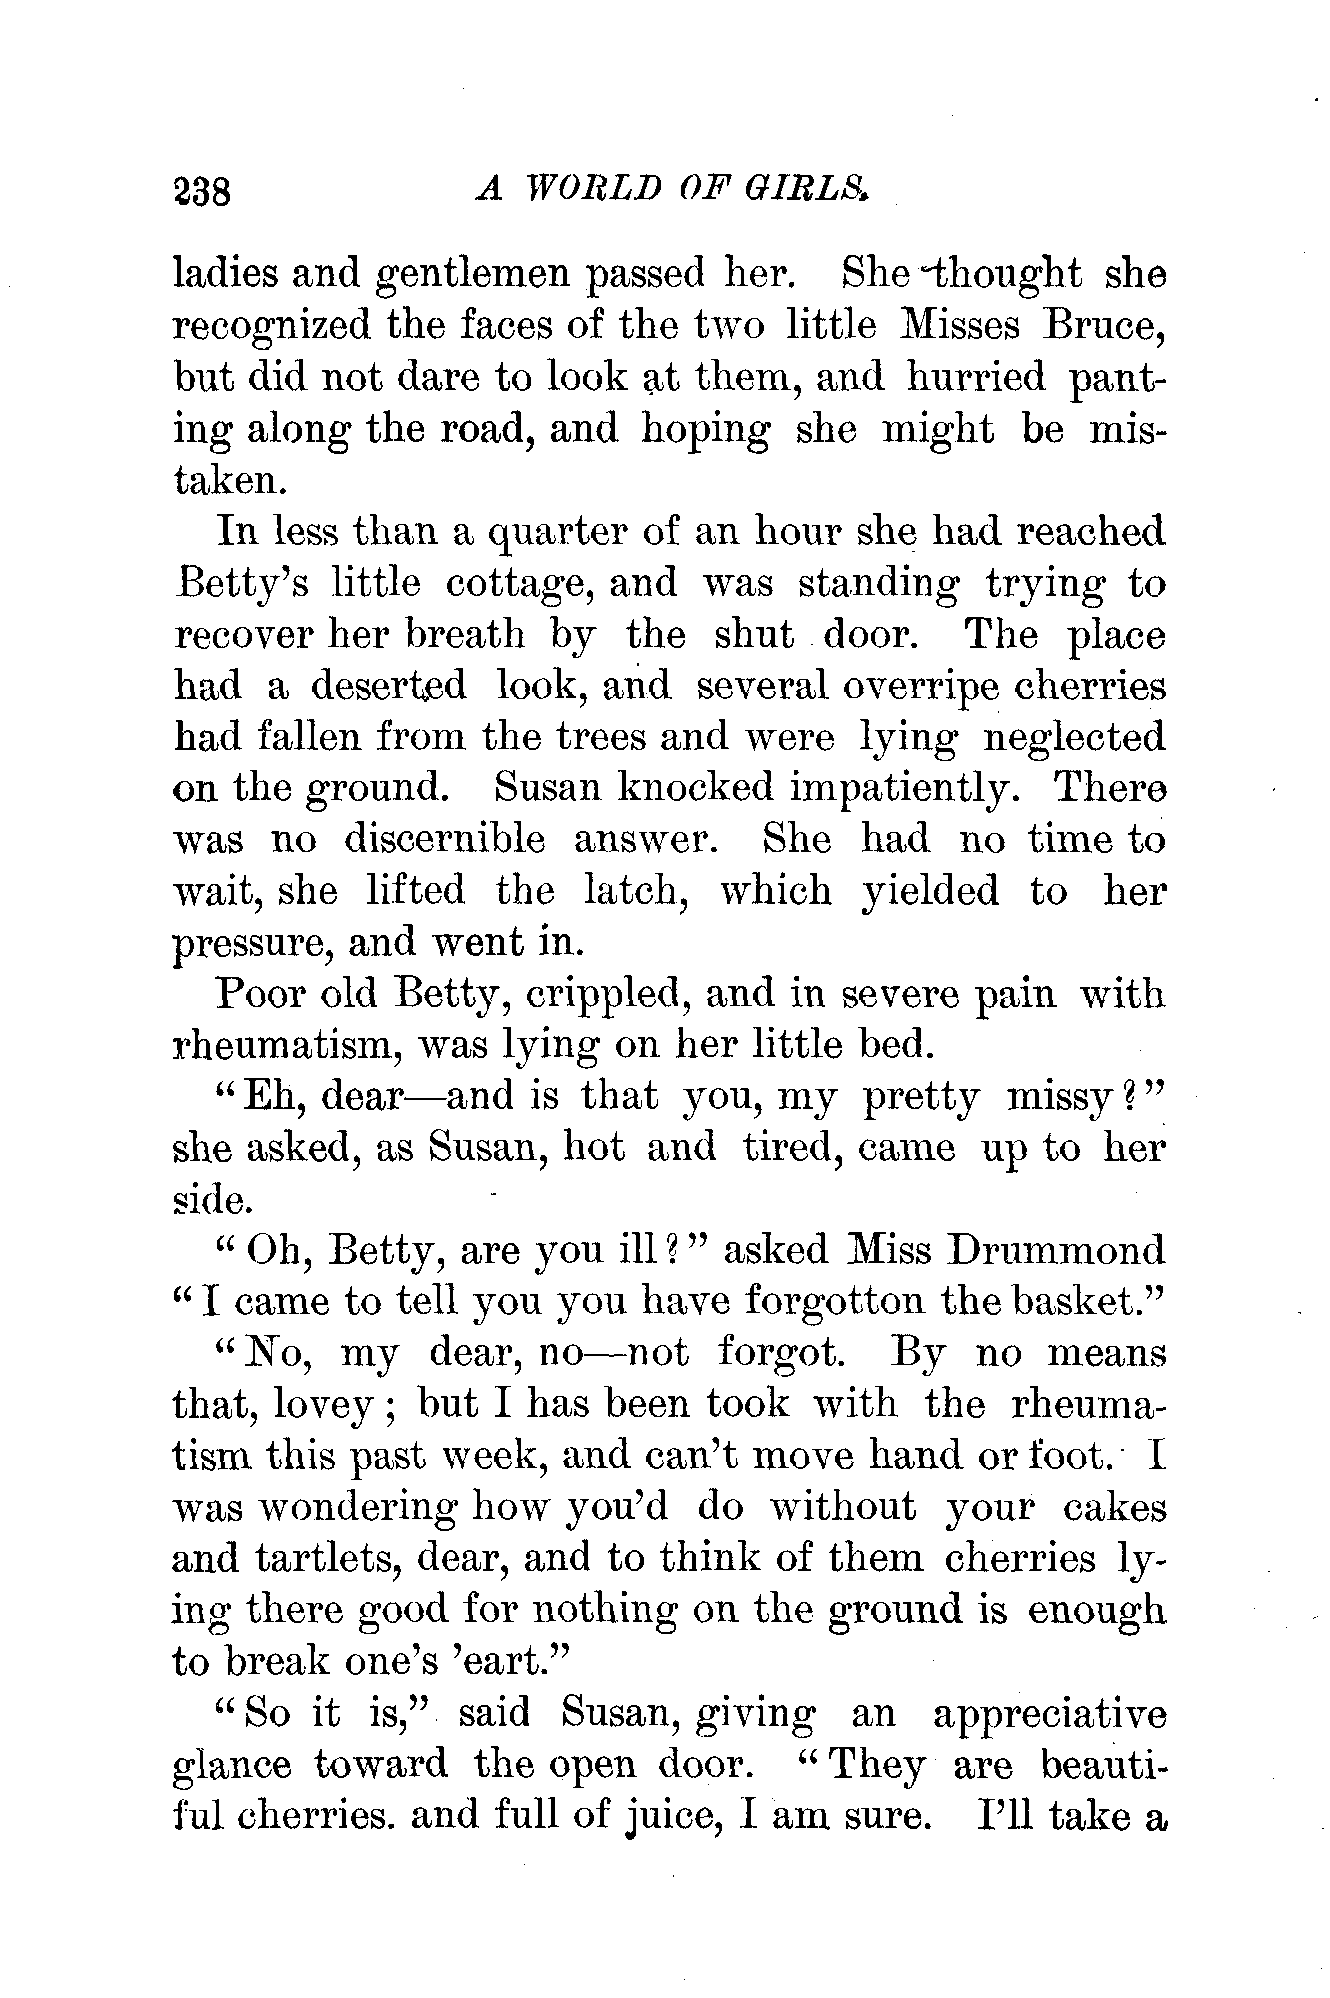 238 A WORLD OF GIRLS.
ladies and gentlemen passed her. She thought she
recognized the faces of the two little Misses Bruce,
but did not dare to look at them, and hurried pant-
ing along the road, and hoping she might be mis-
taken.
In less than a quarter of an hour she had reached
Betty's little cottage, and was standing trying to
recover her breath by the shut door. The place
had a deserted look, and several overripe cherries
had fallen from the trees and were lying neglected
on the ground. Susan knocked impatiently. There
was no discernible answer. She had no time to
wait, she lifted the latch, which yielded to her
pressure, and went in.
Poor old Betty, crippled, and in severe pain with
rheumatism, was lying on her little bed.
"Eh, dear—and is that you, my pretty missy?"
she asked, as Susan, hot and tired, came up to her
side.
"Oh, Betty, are you ill?" asked Miss Drummond
"I came to tell you you have forgotton the basket."
"No, my dear, no—not forgot. By no means
that, lovey; but I has been took with the rheuma-
tism this past week, and can't move hand or foot. I
was wondering how you'd do without your cakes
and tartlets, dear, and to think of them cherries ly-
ing there good for nothing on the ground is enough
to break one's 'eart."
"So it is," said Susan, giving an appreciative
glance toward the open door. "They are beauti-
ful cherries. and full of juice, I am sure. I'll take a